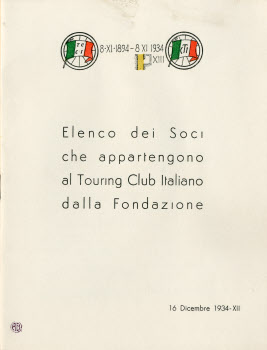 8·XI·1894 – 8 XI 1934
XIII
Elenco dei Soci
che appartengono
al Touring Club Italiano
dalla Fondazione
16 Dicembre 1934-XII